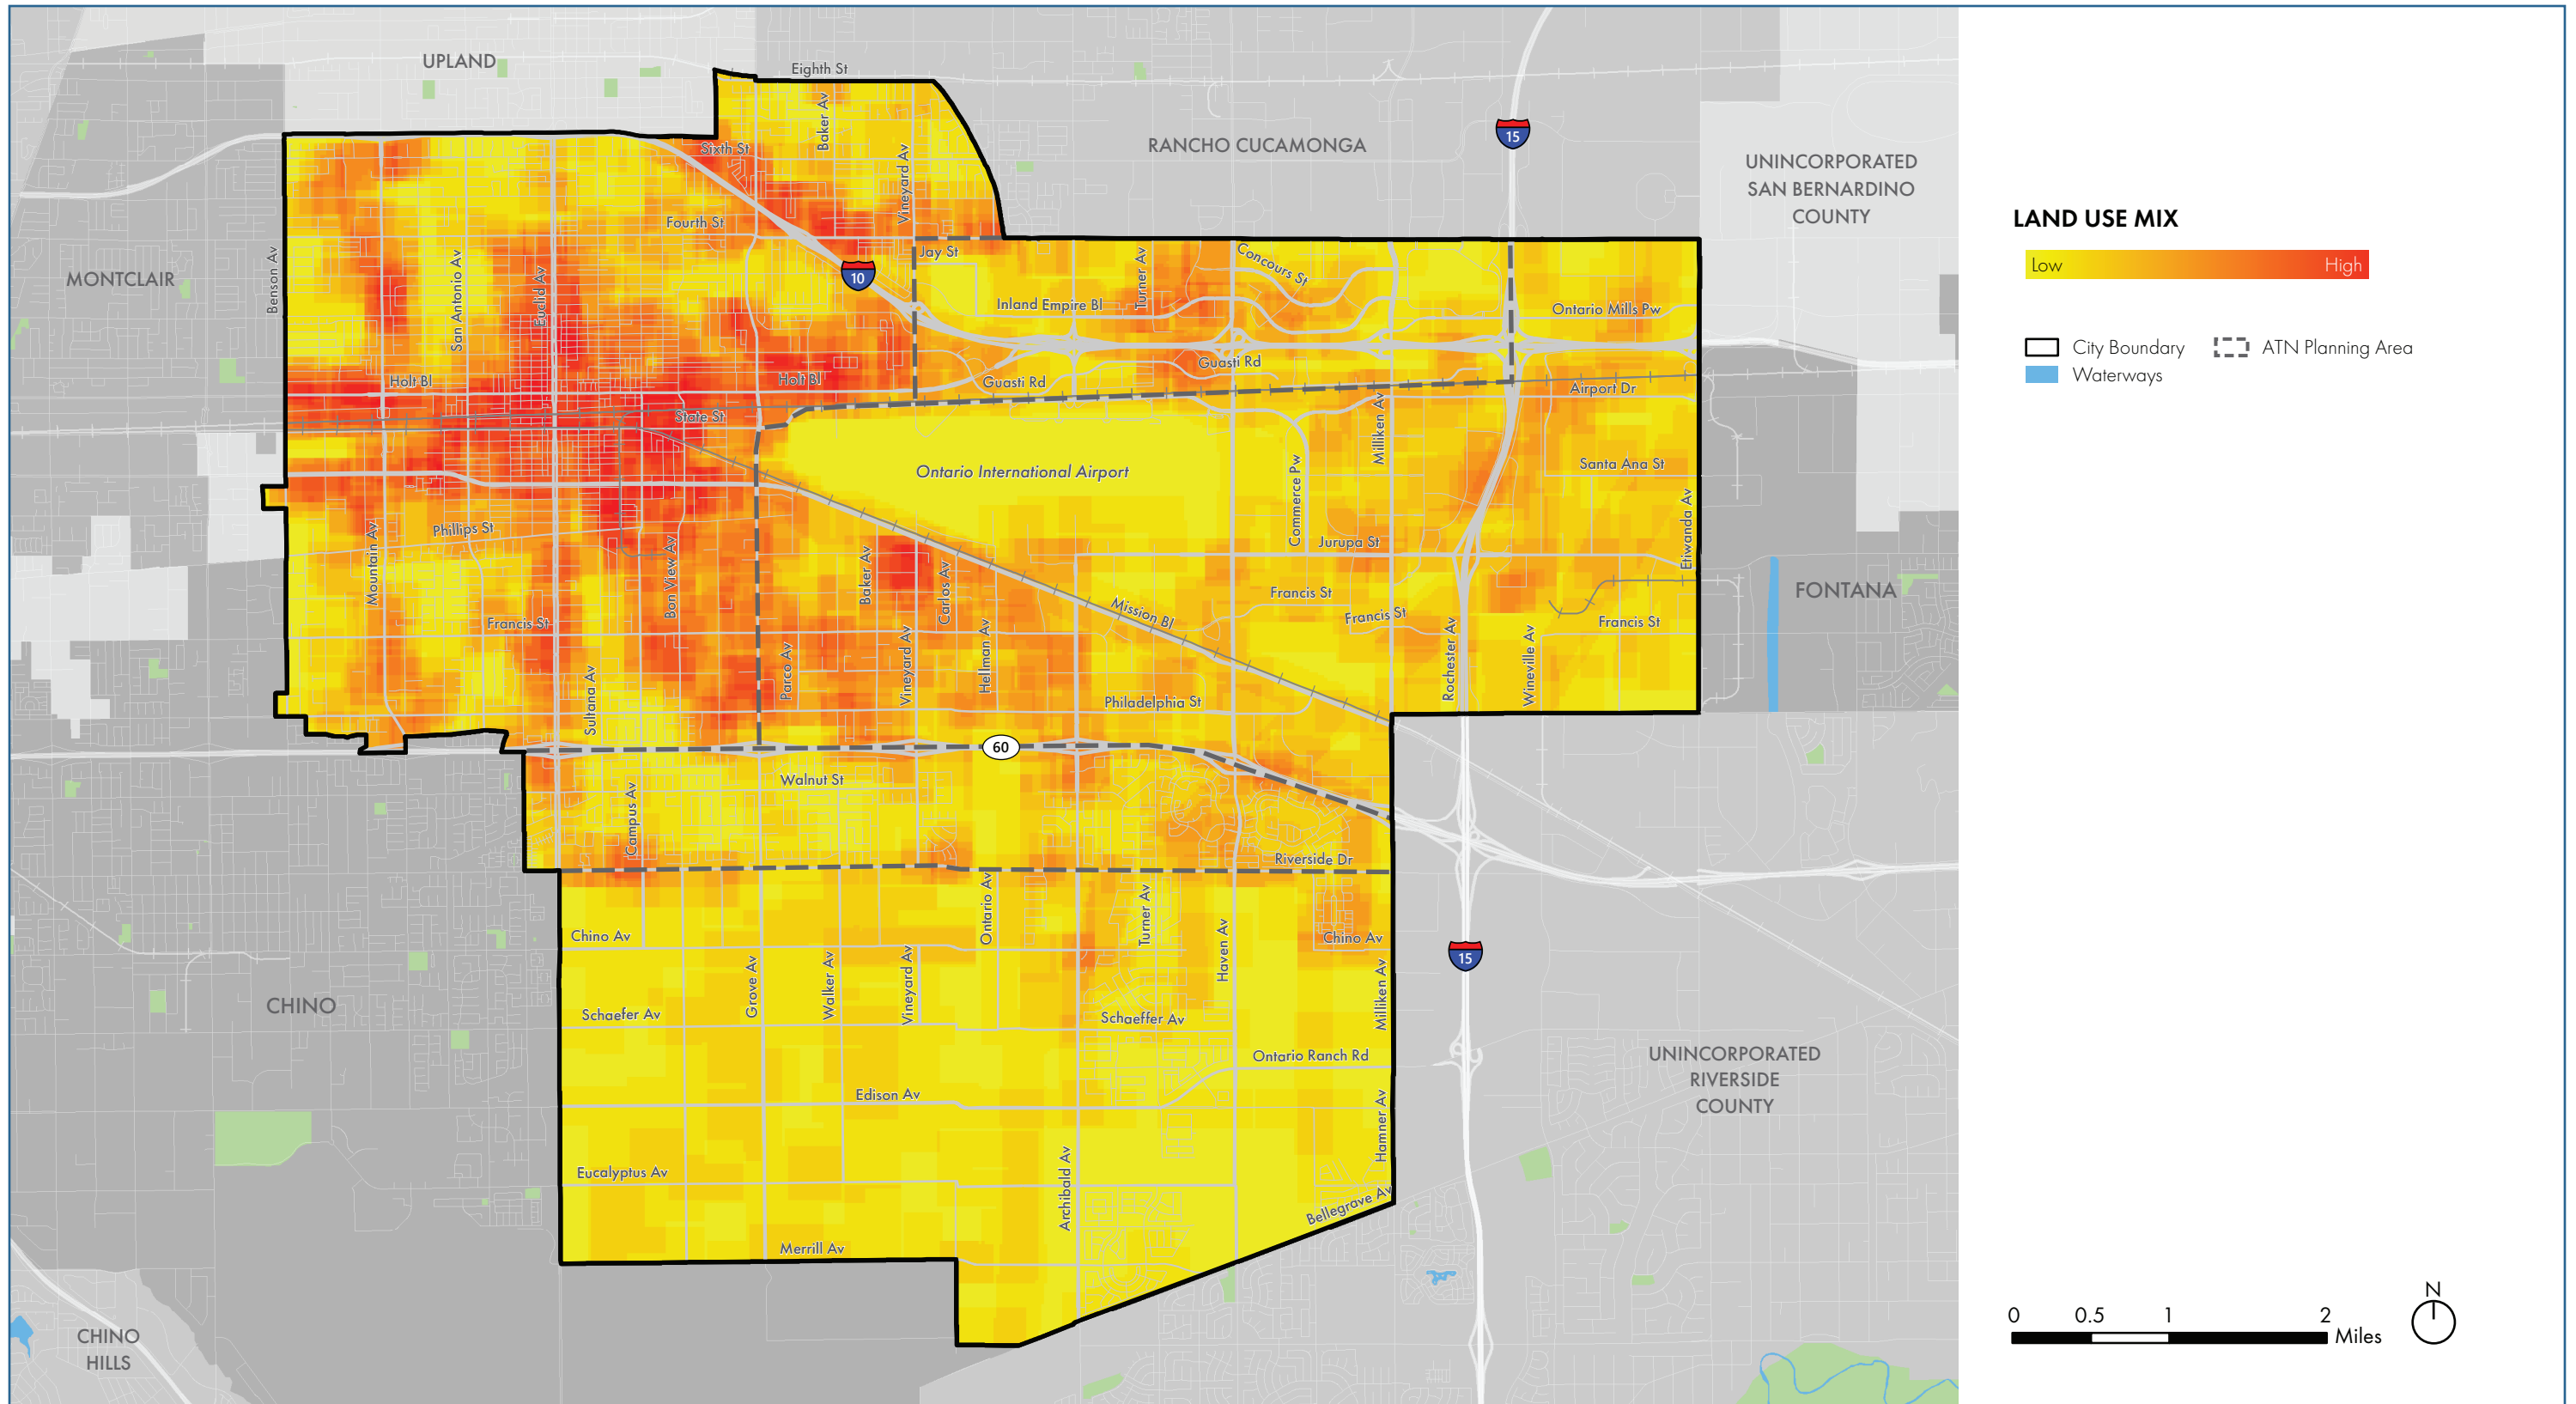 UPLAND
Eighth St
Baker Av
Sixth St
Vineyard Av
RANCHO CUCAMONGA
15
UNINCORPORATED
SAN BERNARDINO
COUNTY
MONTCLAIR
Benson Av
San Antonio Av
Euclid Av
Fourth St
10
Jay St
Turner Av
Concours St
Inland Empire Bl
Ontario Mills Pw
Holt Bl
Holt Bl
Guasti Rd
Guasti Rd
Airport Dr
State St
Milliken Av
Ontario International Airport
Commerce Pw
Santa Ana St
Etiwanda Av
Mountain Av
Phillips St
Bon View Av
Baker Av
Carlos Av
Jurupa St
Francis St
Mission Bl
Francis St
Francis St
Francis St
FONTANA
Sultana Av
Parco Av
Vineyard Av
Hellman Av
Philadelphia St
Rochester Av
Wineville Av
60
Walnut St
Campus Av
Riverside Dr
Chino Av
Ontario Av
Turner Av
Haven Av
Chino Av
15
Grove Av
Walker Av
Vineyard Av
Milliken Av
CHINO
Schaefer Av
Schaeffer Av
Ontario Ranch Rd
UNINCORPORATED
RIVERSIDE
COUNTY
Edison Av
Hamner Av
Eucalyptus Av
Archibald Av
Bellegrave Av
Merrill Av
CHINO
HILLS
LAND USE MIX
Low High
City Boundary ATN Planning Area
Waterways
N
0 0.5 1 2
Miles